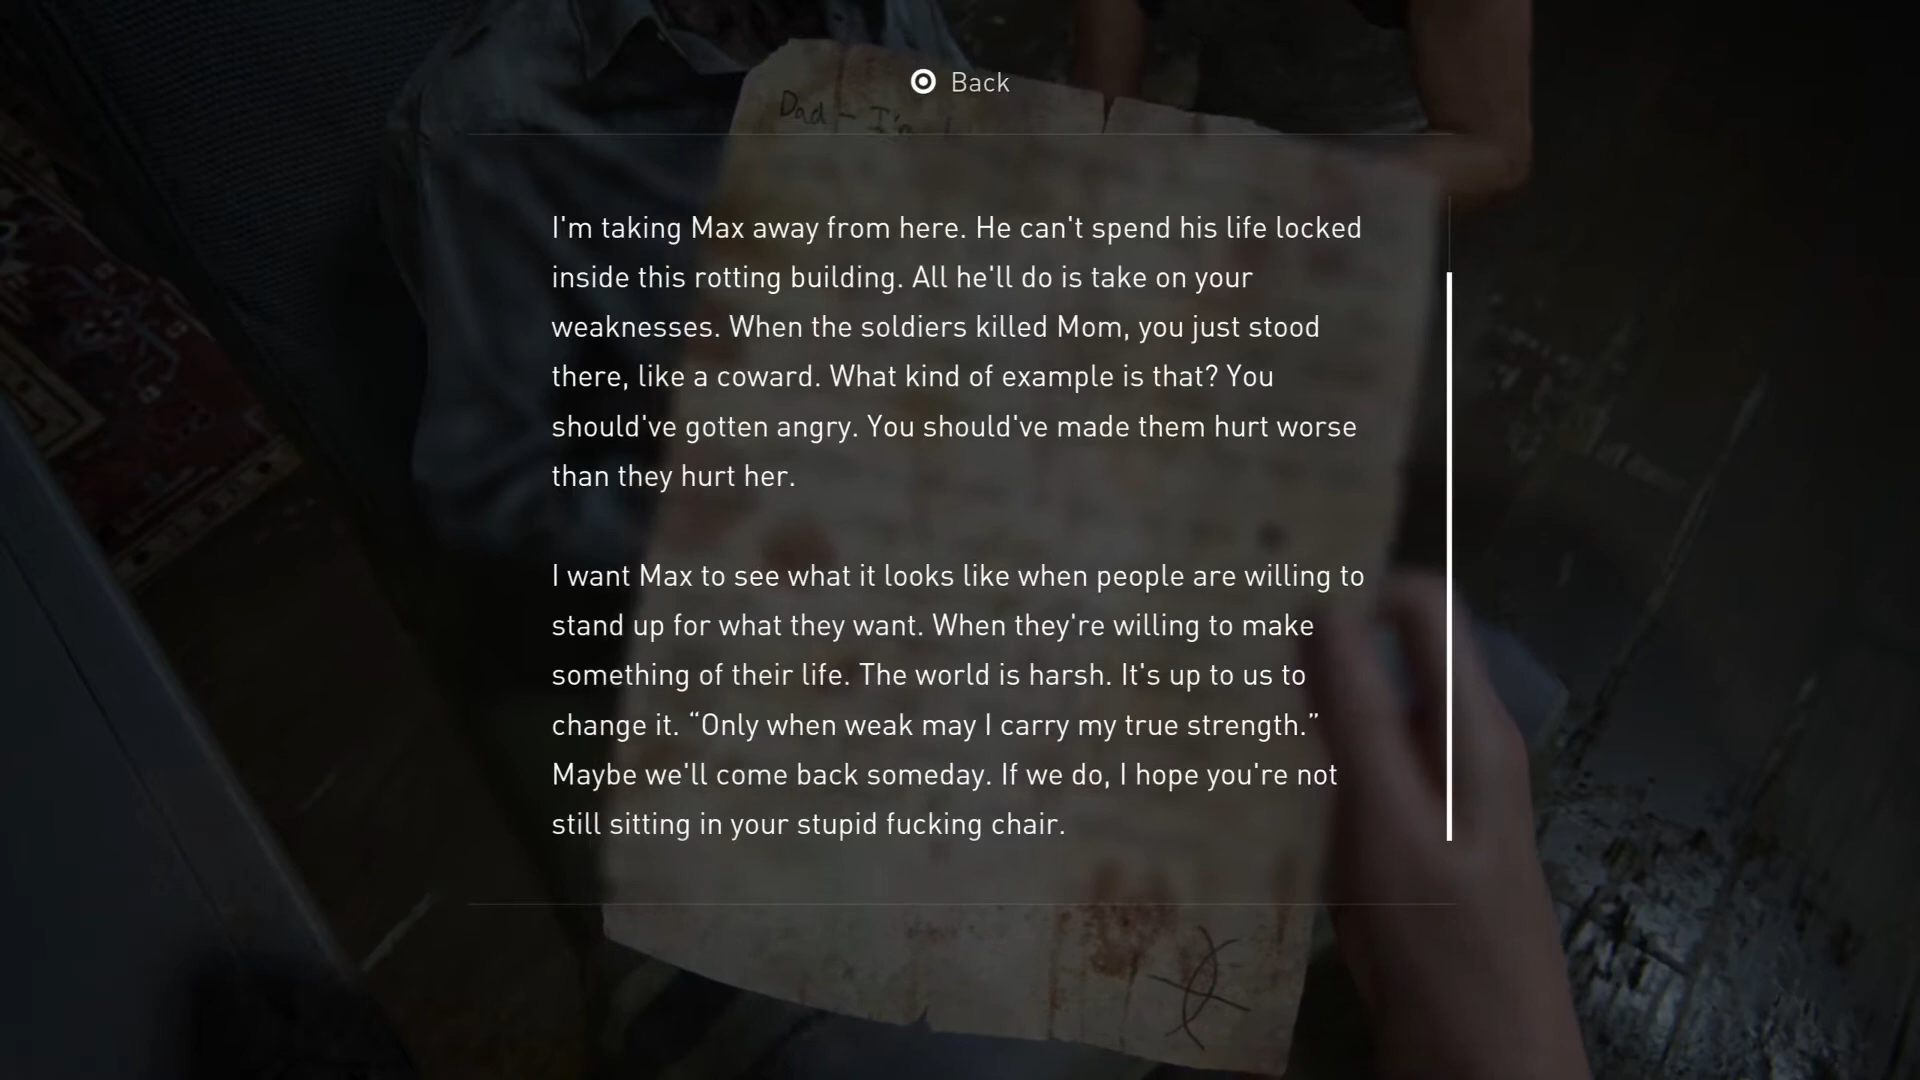 Back
Dad - I'm
I'm taking Max away from here. He can't spend his life locked
inside this rotting building. All he'll do is take on your
weaknesses. When the soldiers killed Mom, you just stood
there, like a coward. What kind of example is that? You
should've gotten angry. You should've made them hurt worse
than they hurt her.
I want Max to see what it looks like when people are willing to
stand up for what they want. When they're willing to make
something of their life. The world is harsh. It's up to us to
change it. “Only when weak may I carry my true strength.”
Maybe we'll come back someday. If we do, I hope you're not
still sitting in your stupid fucking chair.